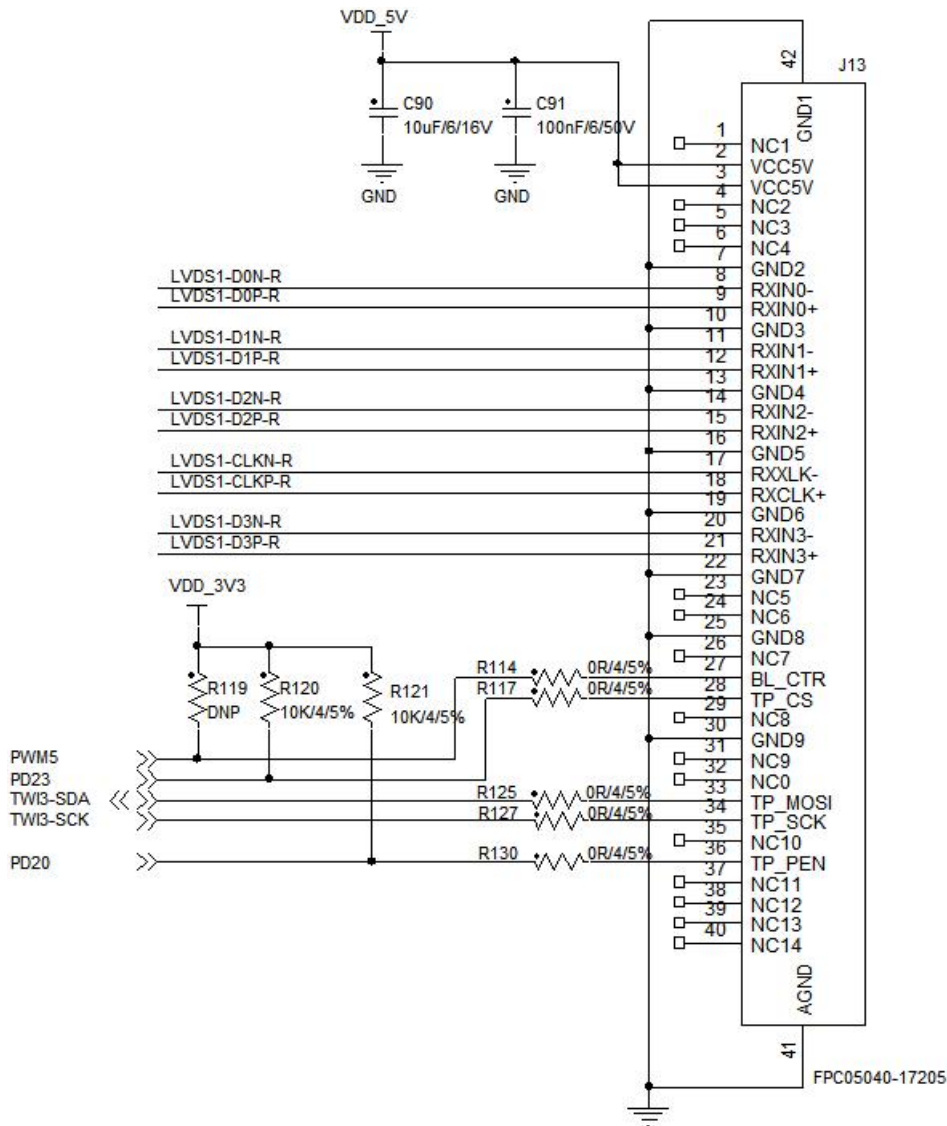 VDD_5V
42
J13
C90
10uF/6/16V
C91
100nF/6/50V
GND
GND
GND1
1 NC1
2 VCC5V
3 VCC5V
4 NC2
5 NC3
6 NC4
7 GND2
LVDS1-D0N-R 8 RXIN0-
LVDS1-D0P-R 9 RXIN0+
10 GND3
LVDS1-D1N-R 11 RXIN1-
LVDS1-D1P-R 12 RXIN1+
13 GND4
LVDS1-D2N-R 14 RXIN2-
LVDS1-D2P-R 15 RXIN2+
16 GND5
LVDS1-CLKN-R 17 RXXLK-
LVDS1-CLKP-R 18 RXCLK+
19 GND6
LVDS1-D3N-R 20 RXIN3-
LVDS1-D3P-R 21 RXIN3+
22 GND7
VDD_3V3
23 NC5
24 NC6
25 GND8
26 NC7
R114 0R/4/5% 27 BL_CTR
R117 0R/4/5% 28 TP_CS
R119
DNP
R120
10K/4/5%
R121
10K/4/5%
29 NC8
30 GND9
PWM5
31 NC9
PD23
32 NC0
TWI3-SDA R125 0R/4/5% 33 TP_MOSI
TWI3-SCK R127 0R/4/5% 34 TP_SCK
35 NC10
PD20 R130 0R/4/5% 36 TP_PEN
37 NC11
38 NC12
39 NC13
40 NC14
AGND
41
FPC05040-17205